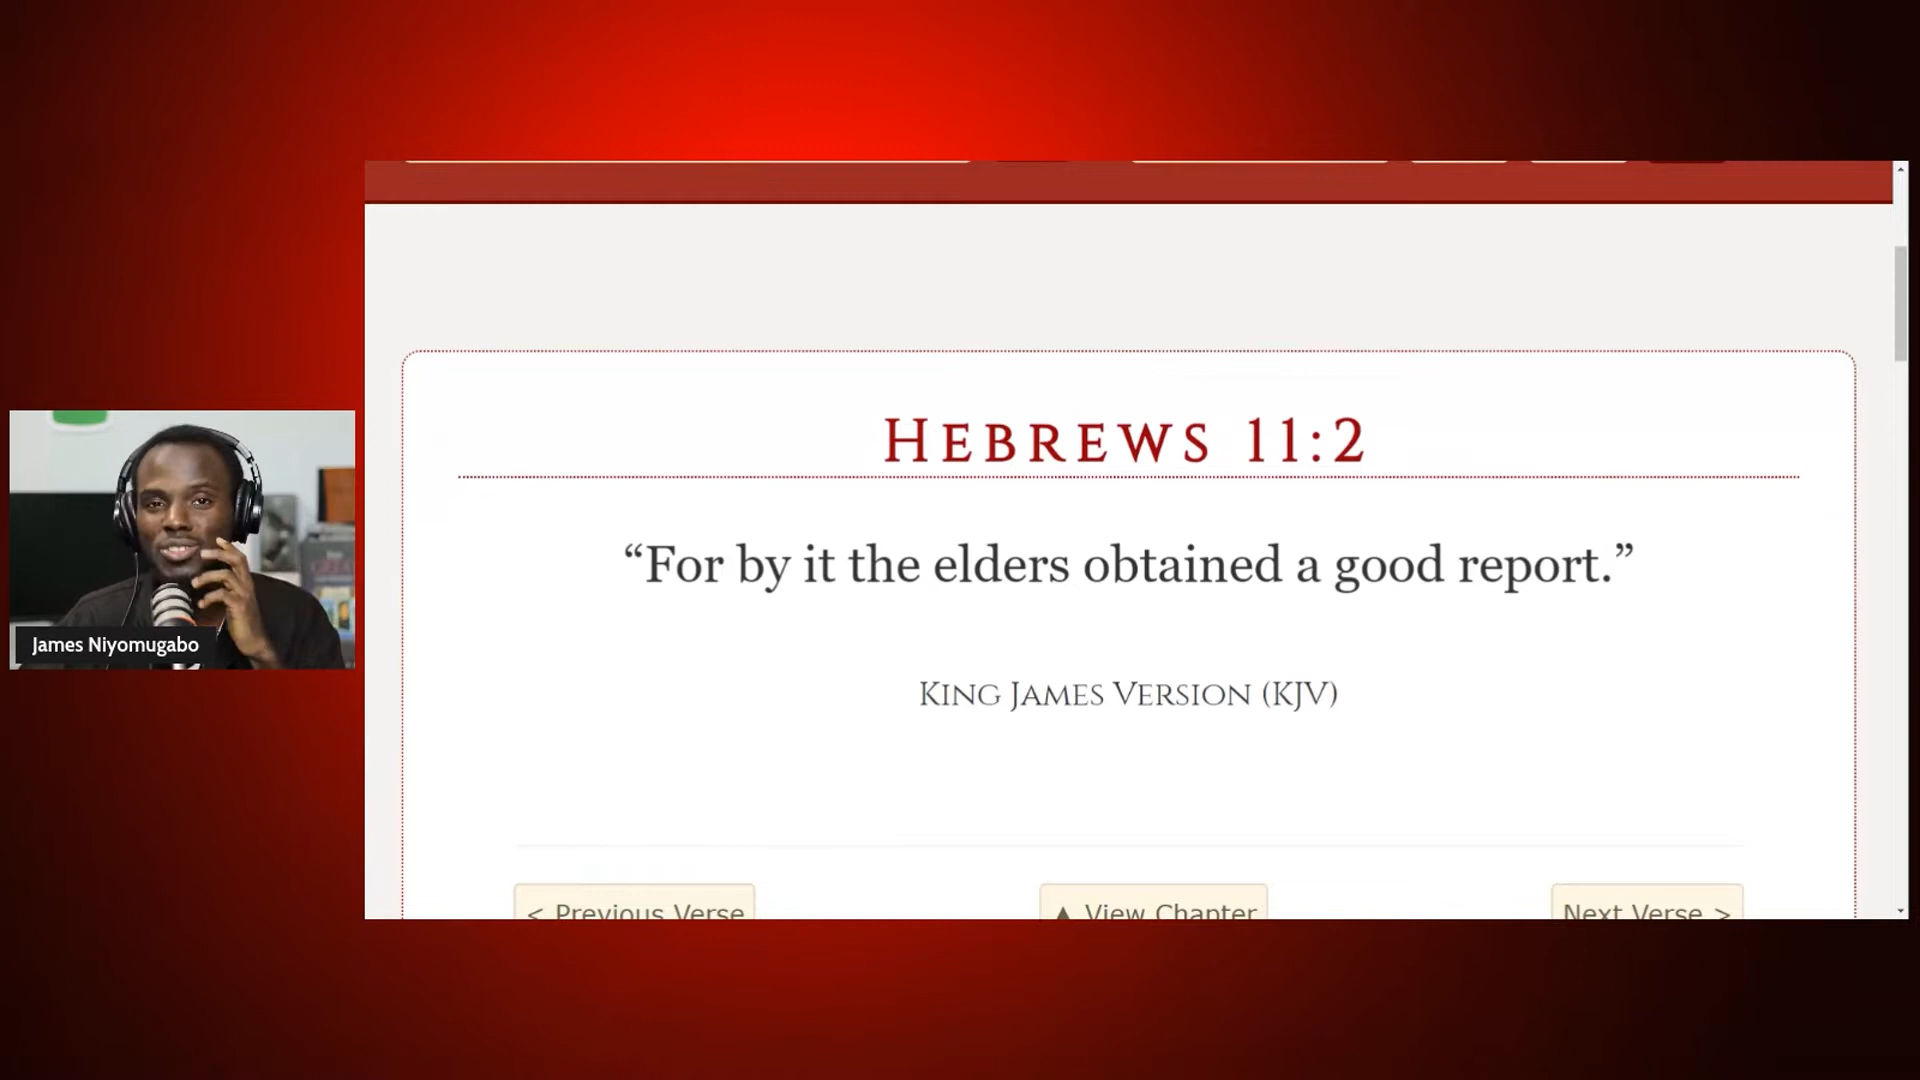 HEBREWS 11:2
“For by it the elders obtained a good report.”
KING JAMES VERSION (KJV)
James Niyomugabo
< Previous Verse
▲ View Chapter
Next Verse >